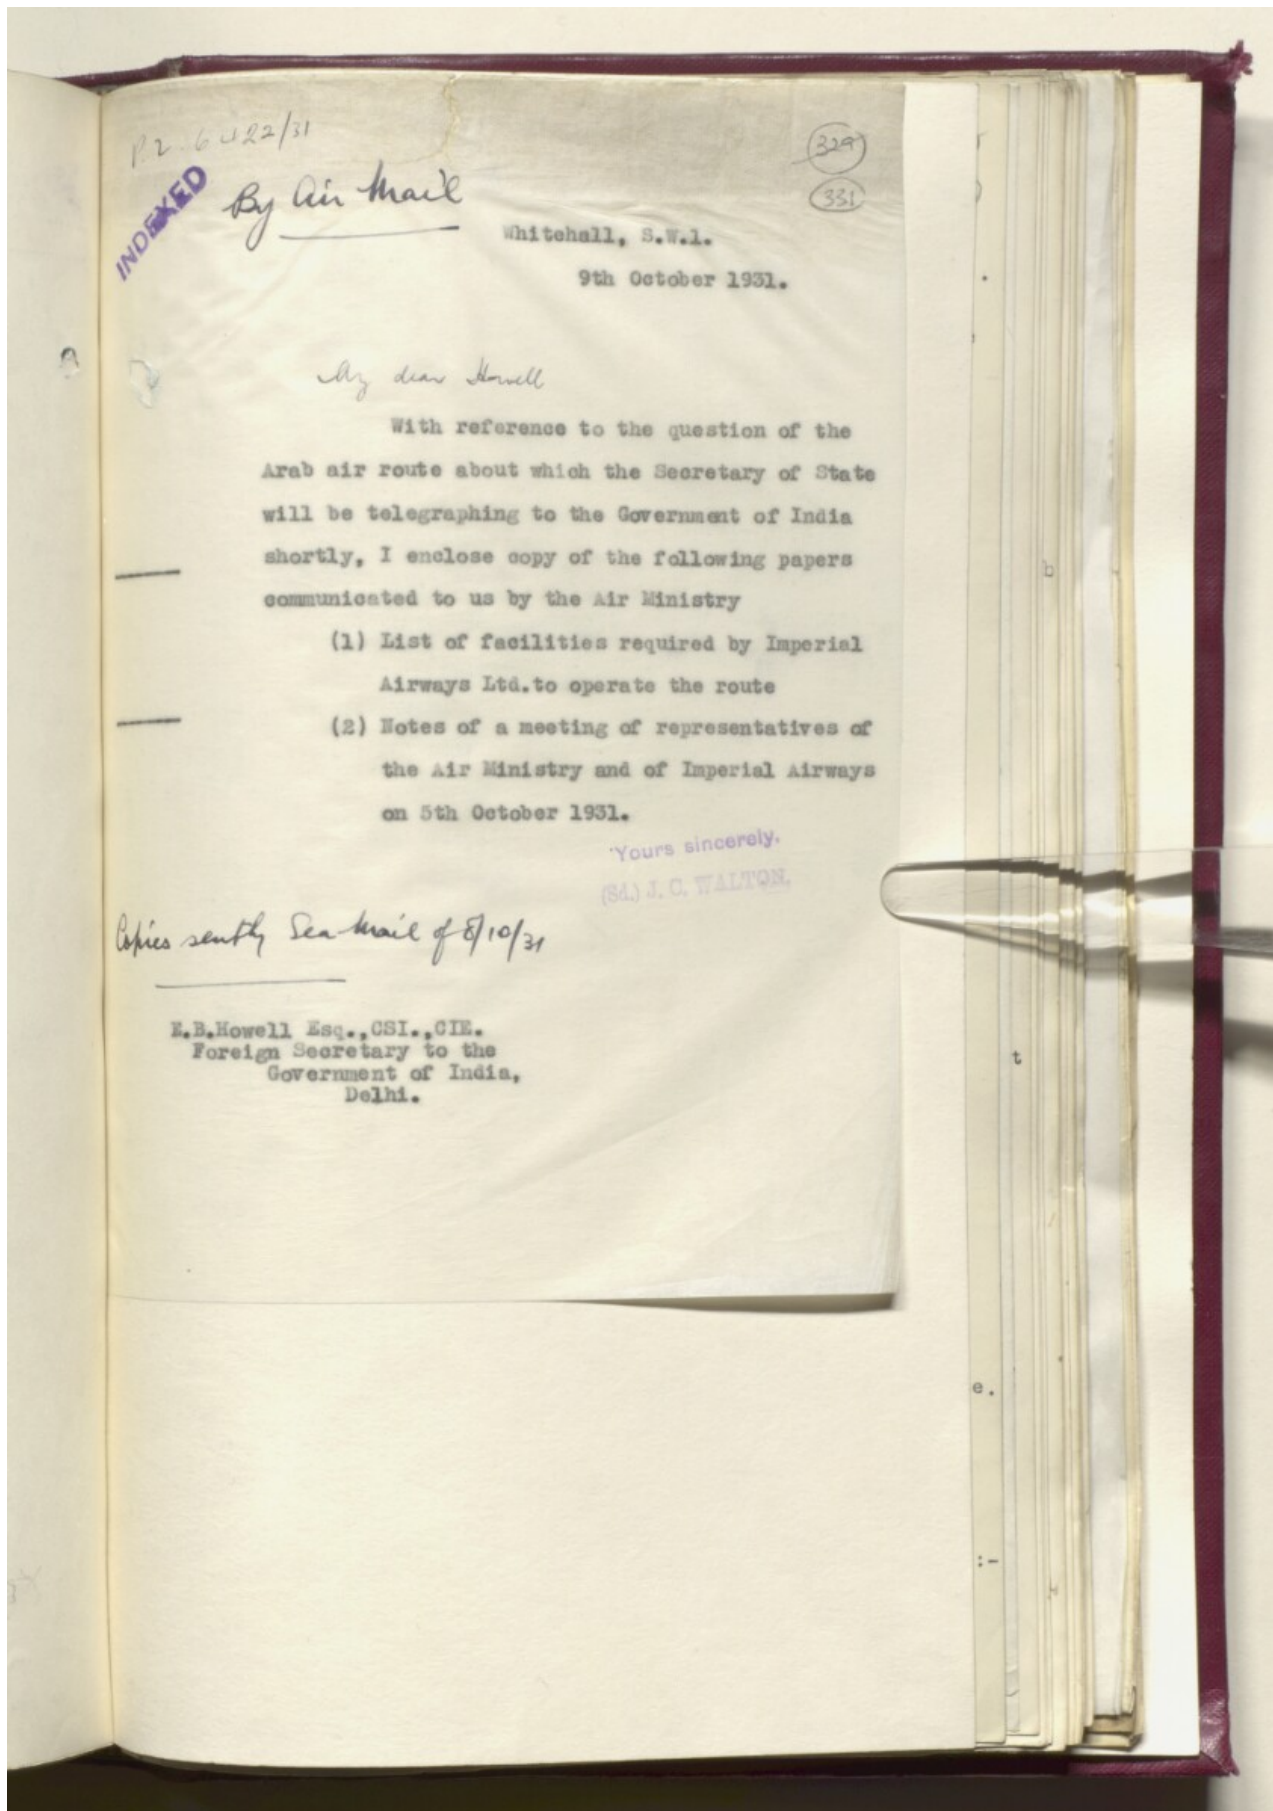 P.Z. 6422/31
329
331
INDEXED
By Air Mail
Whitehall, S.W.1.
9th October 1931.
My dear Howell
With reference to the question of the
Arab air route about which the Secretary of State
will be telegraphing to the Government of India
shortly, I enclose copy of the following papers
communicated to us by the Air Ministry
(1) List of facilities required by Imperial
Airways Ltd.to operate the route
(2) Notes of a meeting of representatives of
the Air Ministry and of Imperial Airways
on 5th October 1931.
Yours sincerely,
(Sd.) J. C. WALTON.
Copies sent by Sea Mail of 8/10/31
E.B.Howell Esq.,CSI.,CIE.
Foreign Secretary to the
Government of India,
Delhi.
b
t
e.
:-